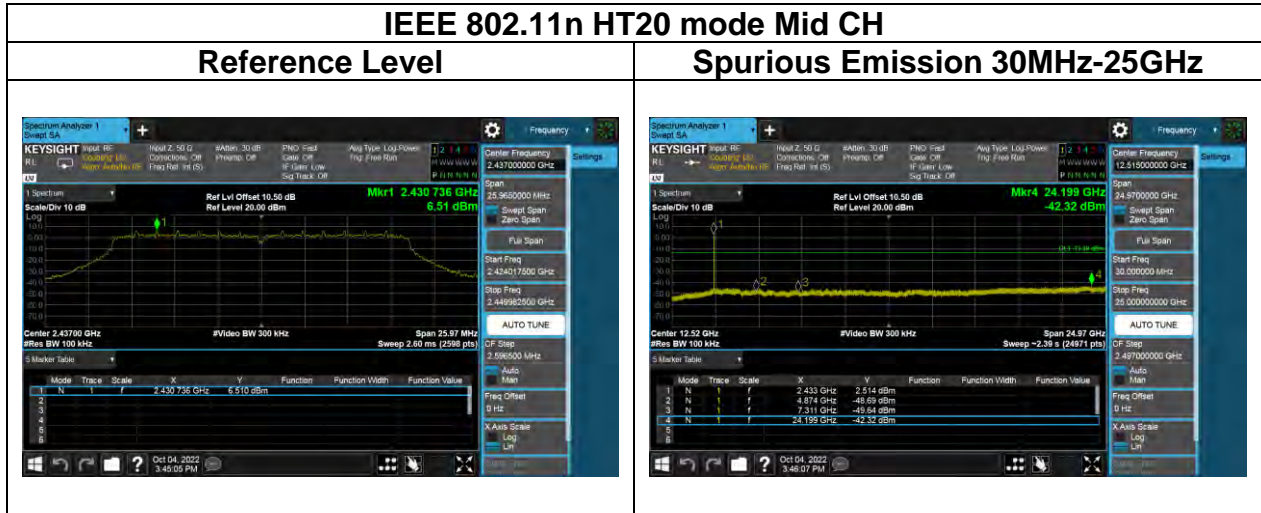 IEEE 802.11n HT20 mode Mid CH
Reference Level
Spurious Emission 30MHz-25GHz
Spectrum Analyzer 1
Swept SA
Frequency
KEYSIGHT
Input: RF
Input Z: 50 Ω
#Atten: 30 dB
PNO: Fast
Avg Type: Log-Power
Corrections: Off
Preamp: Off
Gate: Off
Trig: Free Run
Freq Ref: Int (S)
IF Gain: Low
Sig Track: Off
Center Frequency
2.437000000 GHz
Settings
1 Spectrum
Ref Lvl Offset 10.50 dB
Mkr1 2.430 736 GHz
Scale/Div 10 dB
Ref Level 20.00 dBm
6.51 dBm
Log
Span
25.9650000 MHz
Swept Span
Zero Span
Full Span
Start Freq
2.424017500 GHz
Stop Freq
2.449982500 GHz
AUTO TUNE
Center 2.43700 GHz
#Video BW 300 kHz
Span 25.97 MHz
#Res BW 100 kHz
Sweep 2.60 ms (2598 pts)
CF Step
2.596500 MHz
Auto
Man
5 Marker Table
Mode Trace Scale X Y Function Function Width Function Value
1 N 1 f 2.430 736 GHz 6.510 dBm
2
3
4
5
6
Freq Offset
0 Hz
X Axis Scale
Log
Lin
Oct 04, 2022
3:45:05 PM
Spectrum Analyzer 1
Swept SA
Frequency
KEYSIGHT
Input: RF
Input Z: 50 Ω
#Atten: 30 dB
PNO: Fast
Avg Type: Log-Power
Corrections: Off
Preamp: Off
Gate: Off
Trig: Free Run
Freq Ref: Int (S)
IF Gain: Low
Sig Track: Off
Center Frequency
12.515000000 GHz
Settings
1 Spectrum
Ref Lvl Offset 10.50 dB
Mkr4 24.199 GHz
Scale/Div 10 dB
Ref Level 20.00 dBm
-42.32 dBm
Log
Span
24.9700000 GHz
Swept Span
Zero Span
Full Span
Start Freq
30.000000 MHz
Stop Freq
25.000000000 GHz
AUTO TUNE
Center 12.52 GHz
#Video BW 300 kHz
Span 24.97 GHz
#Res BW 100 kHz
Sweep ~2.39 s (24971 pts)
CF Step
2.497000000 GHz
Auto
Man
5 Marker Table
Mode Trace Scale X Y Function Function Width Function Value
1 N 1 f 2.433 GHz 2.514 dBm
2 N 1 f 4.874 GHz -48.69 dBm
3 N 1 f 7.311 GHz -49.64 dBm
4 N 1 f 24.199 GHz -42.32 dBm
5
6
Freq Offset
0 Hz
X Axis Scale
Log
Lin
Oct 04, 2022
3:46:07 PM